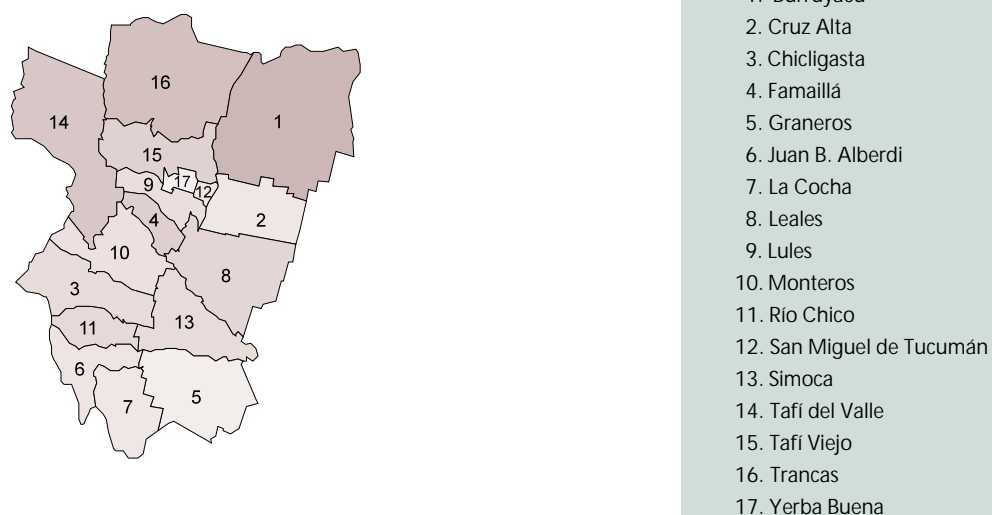 16
1
14
15
9
17
12
4
2
10
8
3
13
11
6
5
7
2. Cruz Alta
3. Chicligasta
4. Famaillá
5. Graneros
6. Juan B. Alberdi
7. La Cocha
8. Leales
9. Lules
10. Monteros
11. Río Chico
12. San Miguel de Tucumán
13. Simoca
14. Tafí del Valle
15. Tafí Viejo
16. Trancas
17. Yerba Buena